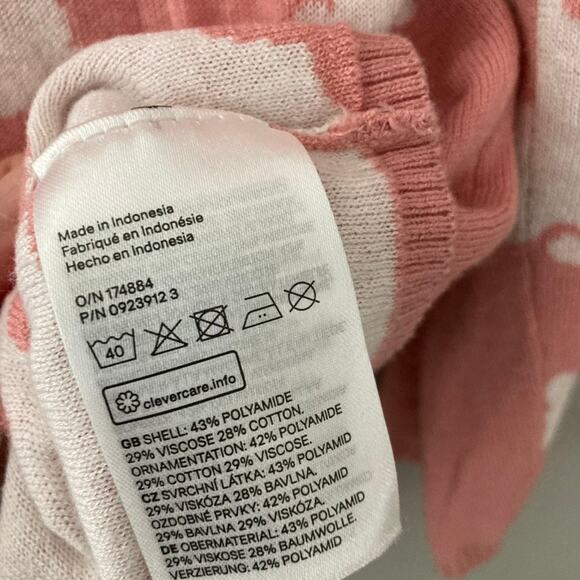 Made in Indonesia
Fabriqué en Indonésie
Hecho en Indonesia
O/N 174884
P/N 0923912 3
40
clevercare.info
GB SHELL: 43% POLYAMIDE
29% VISCOSE 28% COTTON.
ORNAMENTATION: 42% POLYAMIDE
29% COTTON 29% VISCOSE.
CZ SVRCHNÍ LÁTKA: 43% POLYAMID
29% VISKÓZA 28% BAVLNA.
OZDOBNÉ PRVKY: 42% POLYAMID
29% BAVLNA 29% VISKÓZA.
DE OBERMATERIAL: 43% POLYAMID
29% VISKOSE 28% BAUMWOLLE.
VERZIERUNG: 42% POLYAMID